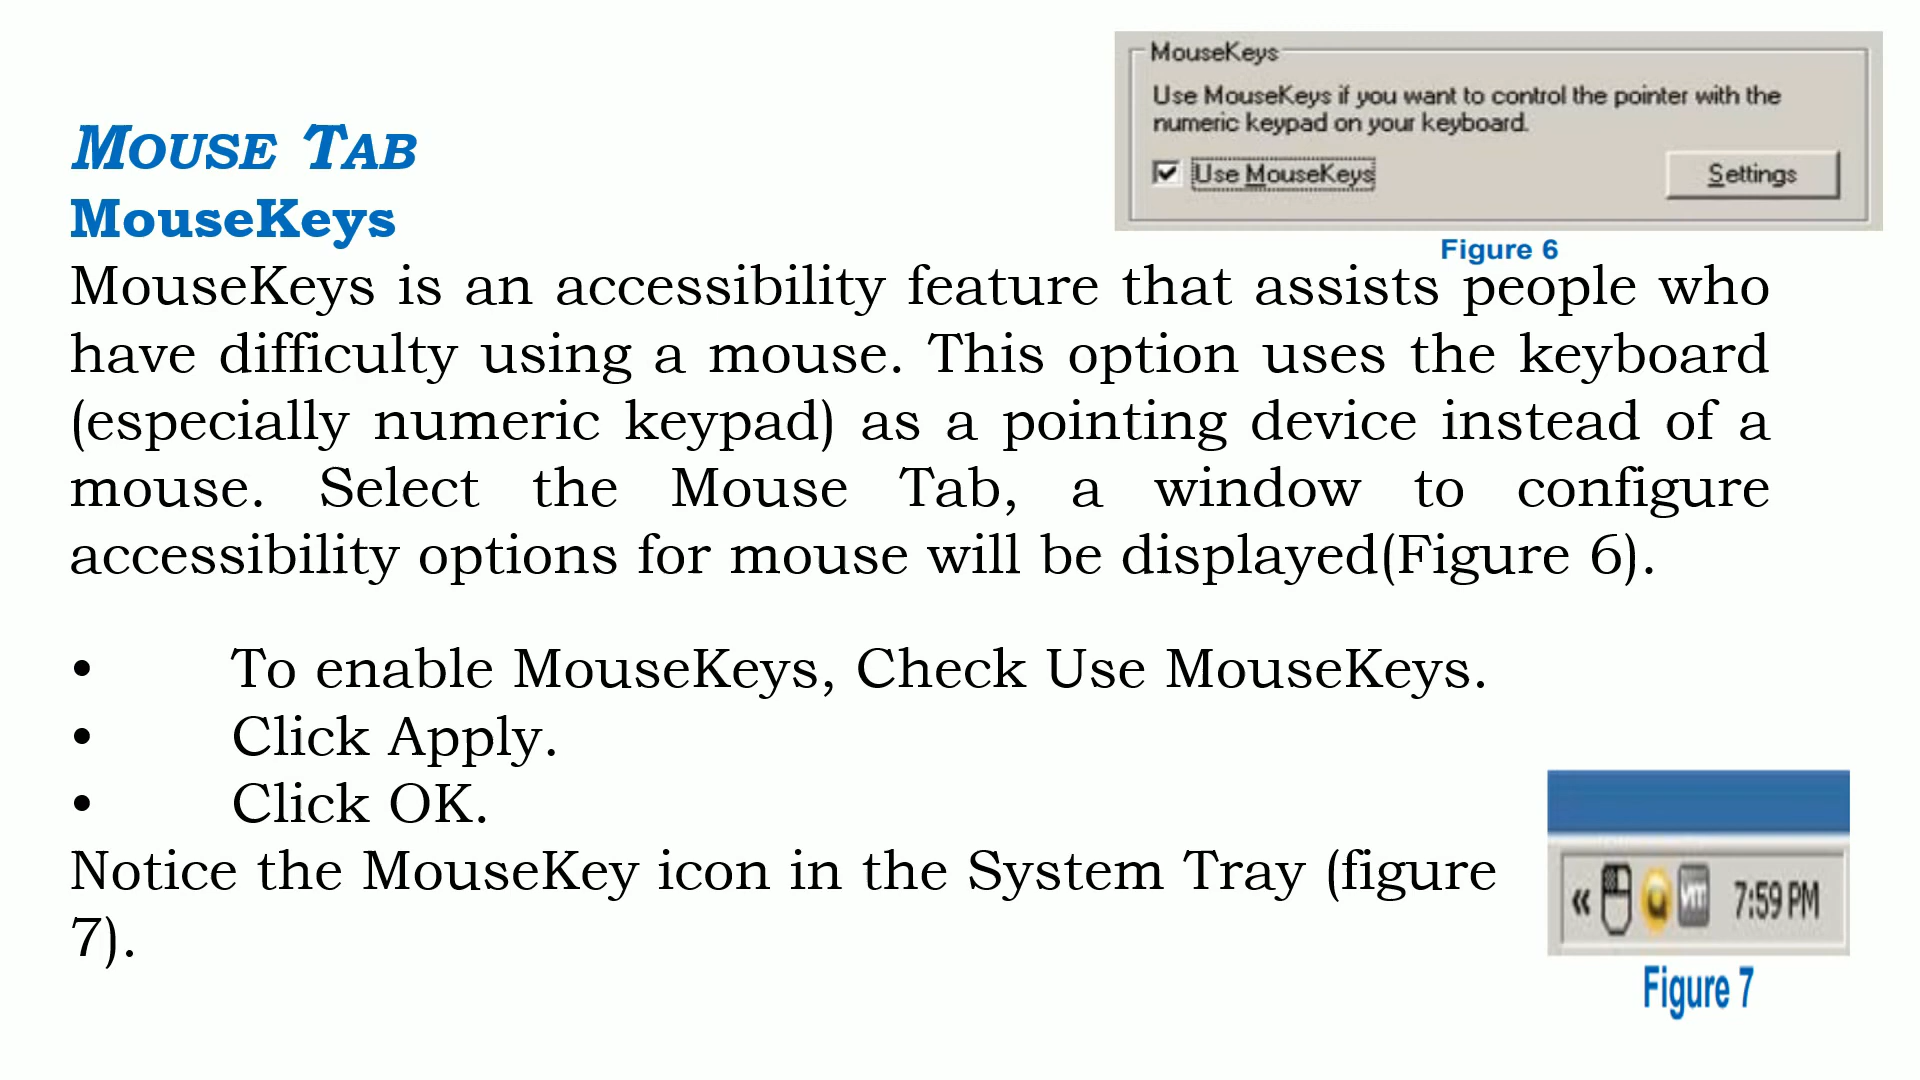 MouseKeys
Use MouseKeys if you want to control the pointer with the
numeric keypad on your keyboard.
Use MouseKeys
Settings
Figure 6
MOUSE TAB
MouseKeys
MouseKeys is an accessibility feature that assists people who
have difficulty using a mouse. This option uses the keyboard
(especially numeric keypad) as a pointing device instead of a
mouse. Select the Mouse Tab, a window to configure
accessibility options for mouse will be displayed(Figure 6).
• To enable MouseKeys, Check Use MouseKeys.
• Click Apply.
• Click OK.
Notice the MouseKey icon in the System Tray (figure
7).
« 7:59 PM
Figure 7